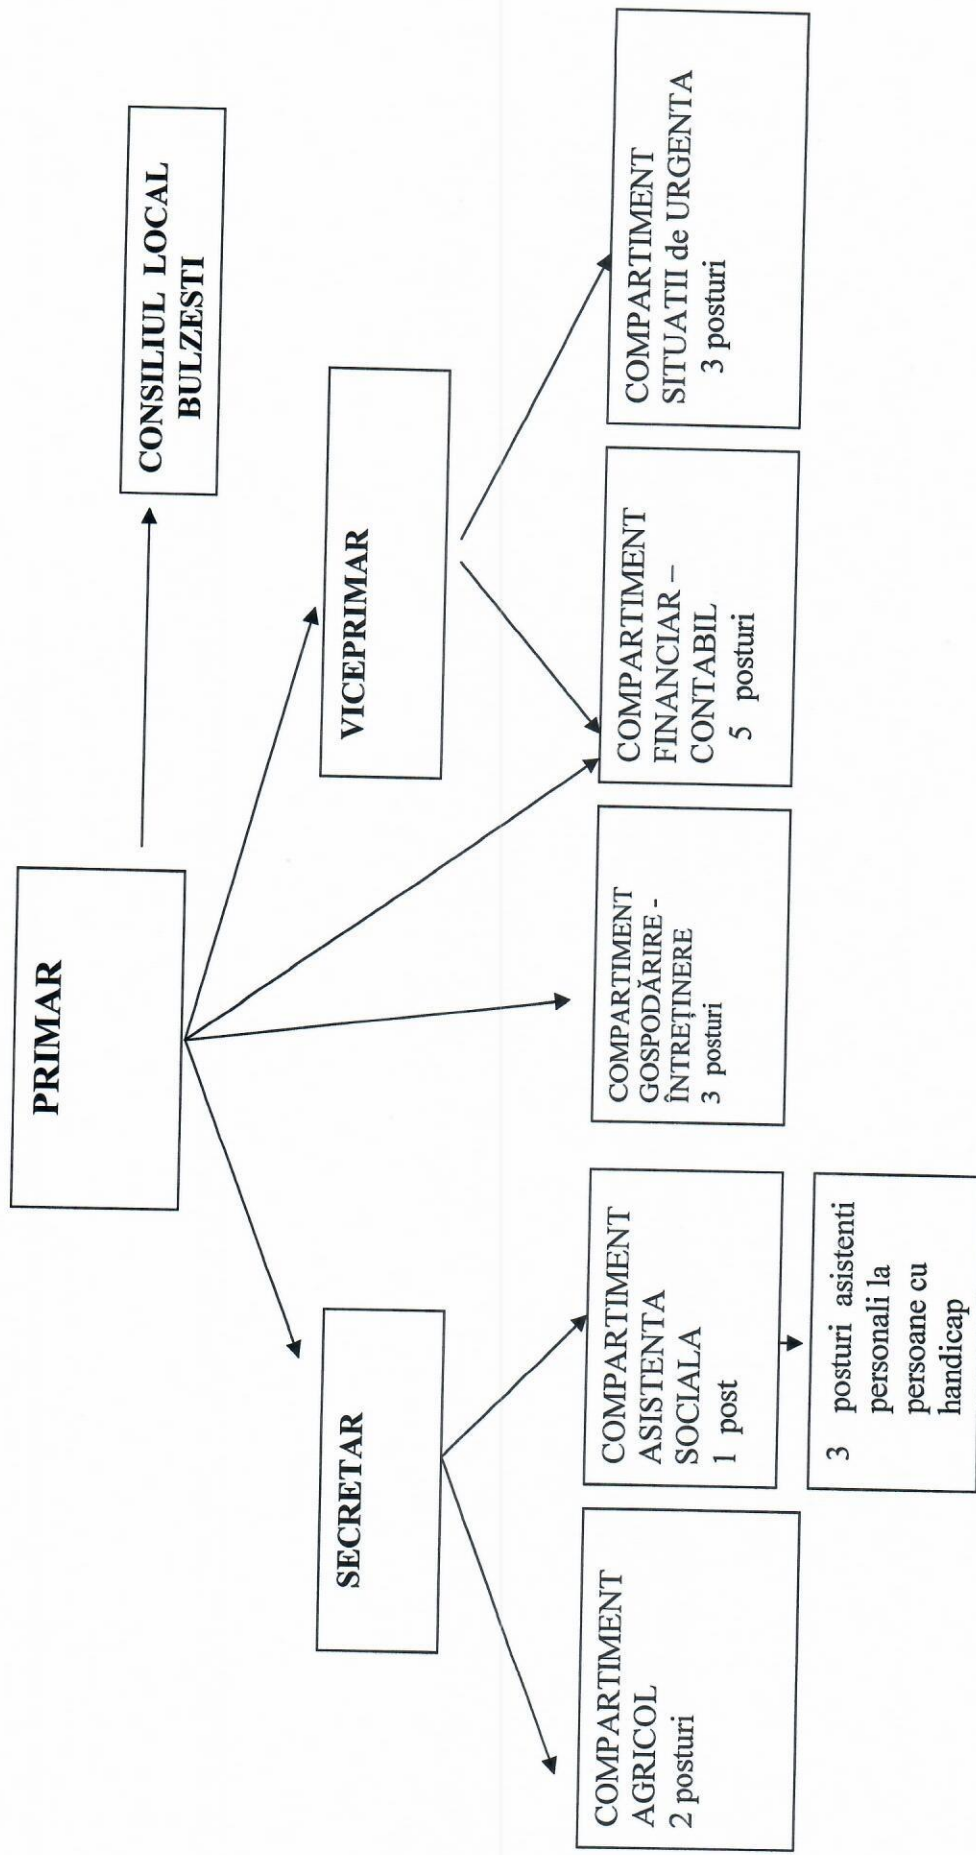 PRIMAR
CONSILIUL LOCAL
BULZESTI
SECRETAR
VICEPRIMAR
COMPARTIMENT
AGRICOL
2 posturi
COMPARTIMENT
ASISTENTA
SOCIALA
1 post
COMPARTIMENT
GOSPODĂRIRE -
ÎNTREȚINERE
3 posturi
COMPARTIMENT
FINANCIAR –
CONTABIL
5 posturi
COMPARTIMENT
SITUATII de URGENTA
3 posturi
3 posturi asistenti
personali la
persoane cu
handicap